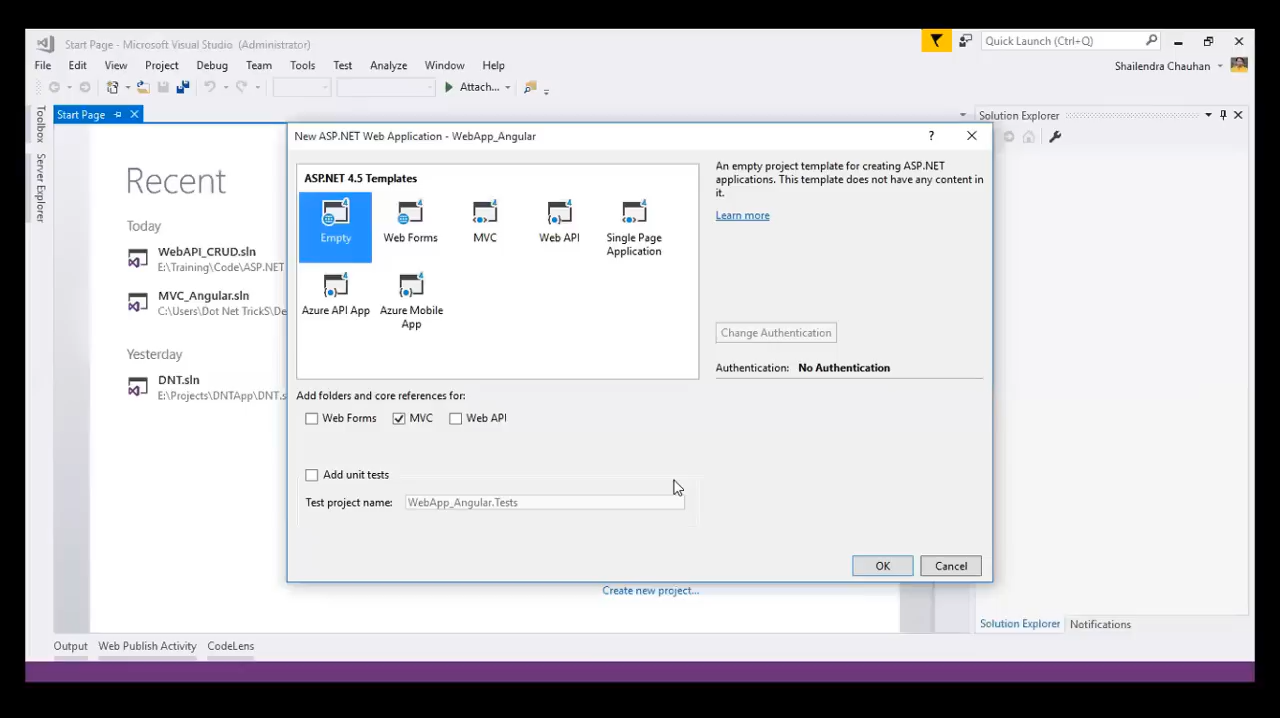 Start Page - Microsoft Visual Studio (Administrator)
Quick Launch (Ctrl+Q)
File Edit View Project Debug Team Tools Test Analyze Window Help
Shailendra Chauhan
Attach...
Toolbox
Server Explorer
Start Page
Solution Explorer
Recent
Today
WebAPI_CRUD.sln
E:\Training\Code\ASP.NET
MVC_Angular.sln
C:\Users\Dot Net TrickS\De
Yesterday
DNT.sln
E:\Projects\DNTApp\DNT.s
New ASP.NET Web Application - WebApp_Angular
?
ASP.NET 4.5 Templates
Empty
Web Forms
MVC
Web API
Single Page
Application
Azure API App
Azure Mobile
App
An empty project template for creating ASP.NET
applications. This template does not have any content in
it.
Learn more
Change Authentication
Authentication: No Authentication
Add folders and core references for:
Web Forms MVC Web API
Add unit tests
Test project name: WebApp_Angular.Tests
OK Cancel
Create new project...
Solution Explorer Notifications
Output Web Publish Activity CodeLens